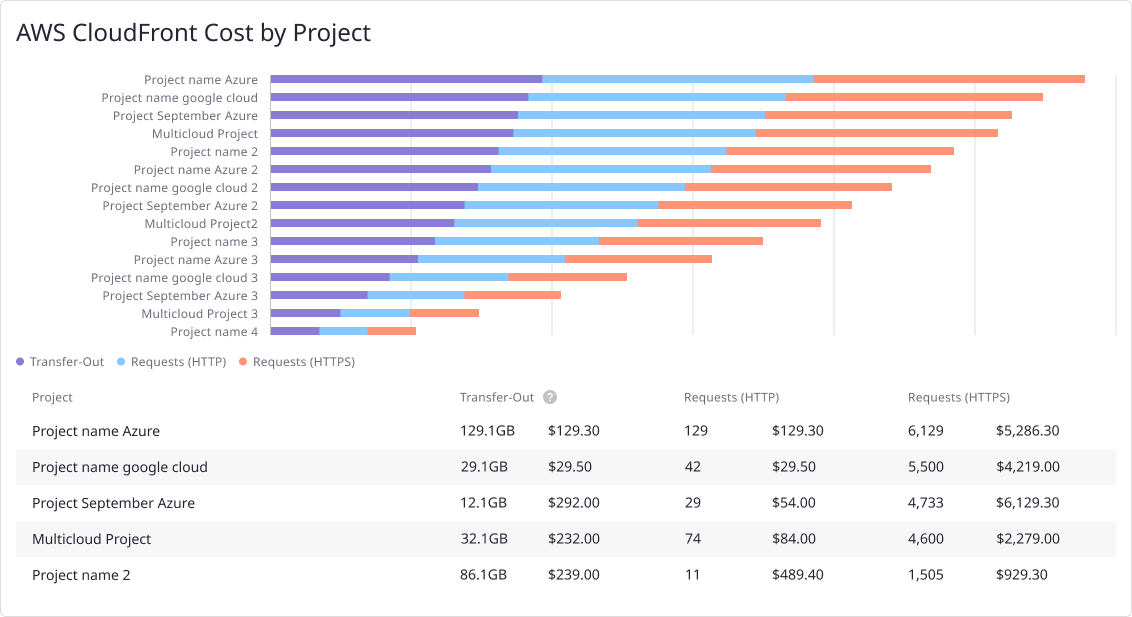 AWS CloudFront Cost by Project
Project name Azure
Project name google cloud
Project September Azure
Multicloud Project
Project name 2
Project name Azure 2
Project name google cloud 2
Project September Azure 2
Multicloud Project2
Project name 3
Project name Azure 3
Project name google cloud 3
Project September Azure 3
Multicloud Project 3
Project name 4
Transfer-Out Requests (HTTP) Requests (HTTPS)
Project Transfer-Out ? Requests (HTTP) Requests (HTTPS)
Project name Azure 129.1GB $129.30 129 $129.30 6,129 $5,286.30
Project name google cloud 29.1GB $29.50 42 $29.50 5,500 $4,219.00
Project September Azure 12.1GB $292.00 29 $54.00 4,733 $6,129.30
Multicloud Project 32.1GB $232.00 74 $84.00 4,600 $2,279.00
Project name 2 86.1GB $239.00 11 $489.40 1,505 $929.30